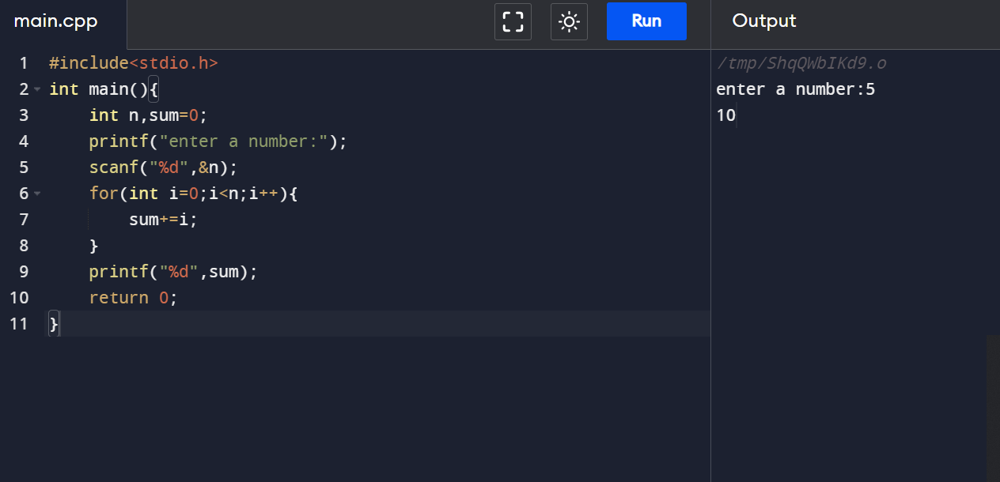 main.cpp
Run
Output
1 #include<stdio.h>
2 int main(){
3     int n,sum=0;
4     printf("enter a number:");
5     scanf("%d",&n);
6     for(int i=0;i<n;i++){
7         sum+=i;
8     }
9     printf("%d",sum);
10     return 0;
11 }
/tmp/ShqQWbIKd9.o
enter a number:5
10